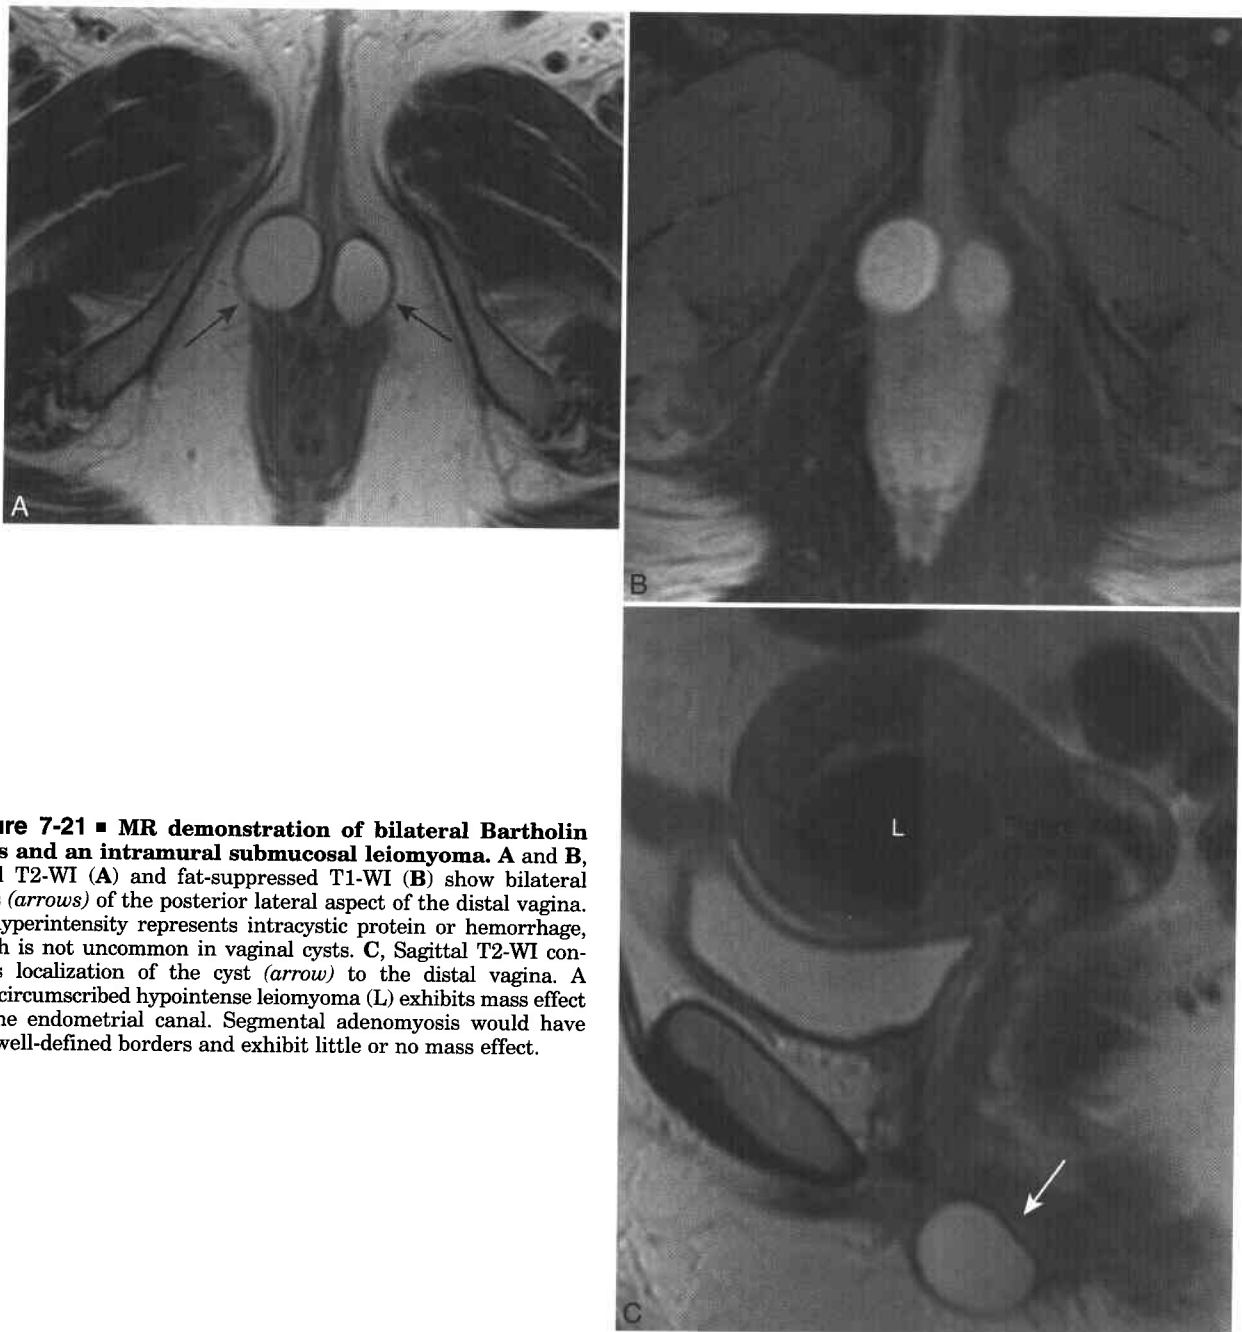 A
B
L
C
ure 7-21 ■ MR demonstration of bilateral Bartholin
s and an intramural submucosal leiomyoma. A and B,
l T2-WI (A) and fat-suppressed T1-WI (B) show bilateral
s (arrows) of the posterior lateral aspect of the distal vagina.
yperintensity represents intracystic protein or hemorrhage,
h is not uncommon in vaginal cysts. C, Sagittal T2-WI con-
s localization of the cyst (arrow) to the distal vagina. A
circumscribed hypointense leiomyoma (L) exhibits mass effect
he endometrial canal. Segmental adenomyosis would have
well-defined borders and exhibit little or no mass effect.